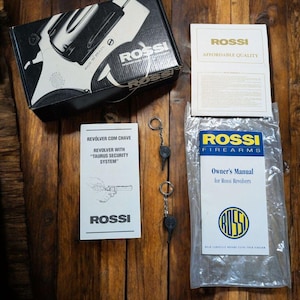 ROSSI
ROSSI
ROSSI
AFFORDABLE QUALITY
REVOLVER COM CHAVE
REVOLVER WITH
"TAURUS SECURITY
SYSTEM"
ROSSI
ROSSI
FIREARMS
Owner's Manual
for Rossi Revolvers
ROSSI